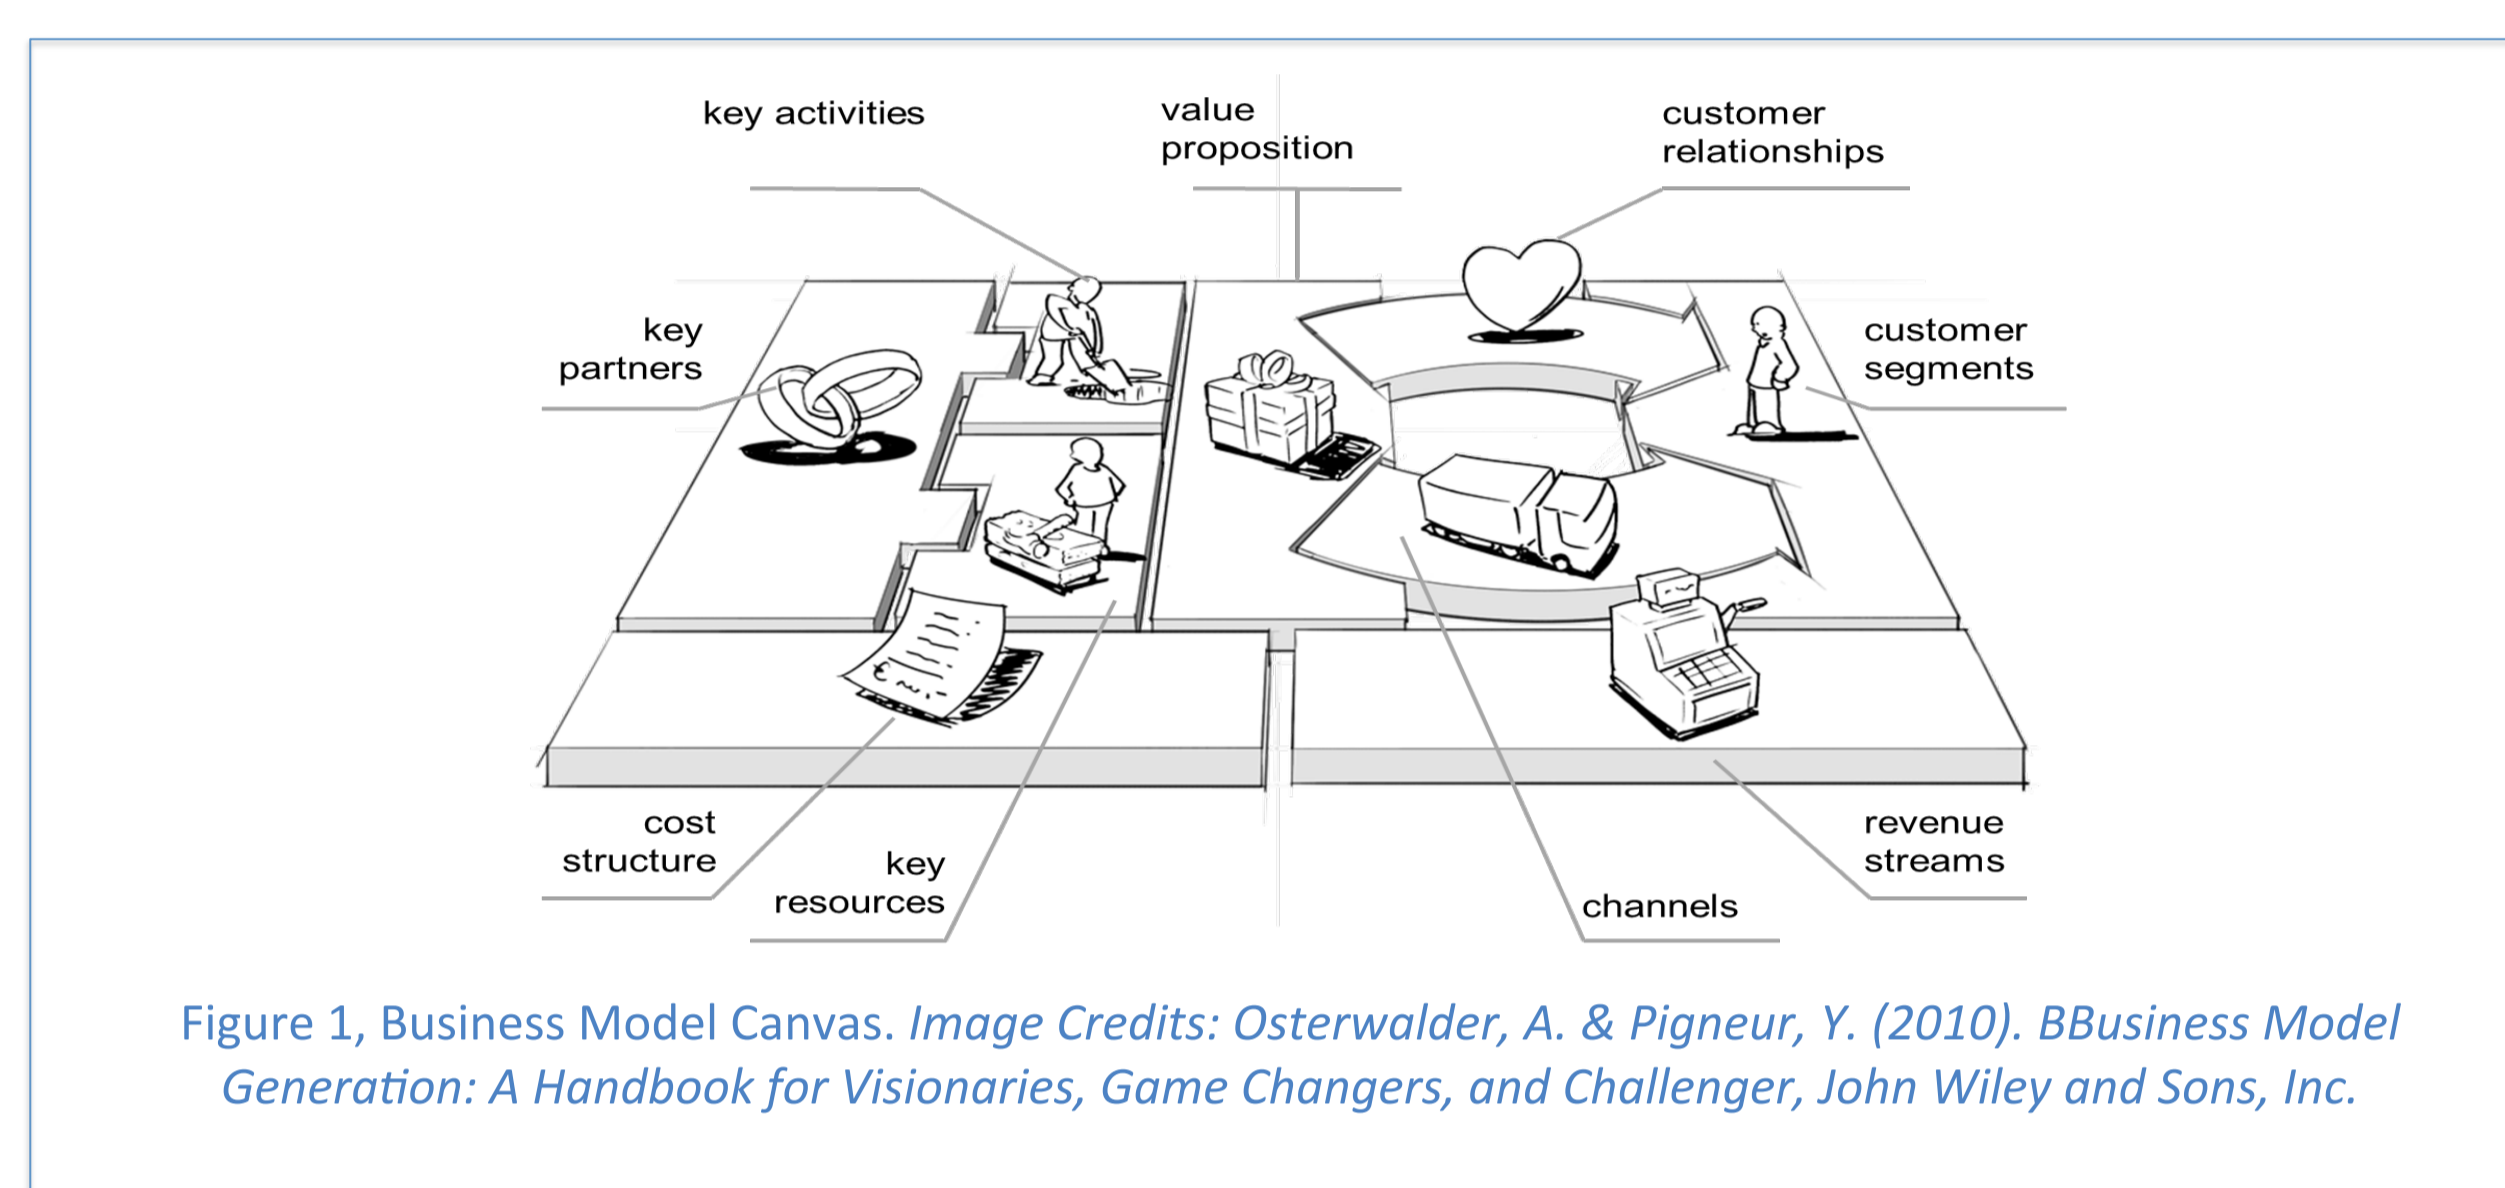 key activities
value
proposition
customer
relationships
key
partners
customer
segments
cost
structure
key
resources
channels
revenue
streams
Figure 1, Business Model Canvas. Image Credits: Osterwalder, A. & Pigneur, Y. (2010). BBusiness Model
Generation: A Handbook for Visionaries, Game Changers, and Challenger, John Wiley and Sons, Inc.